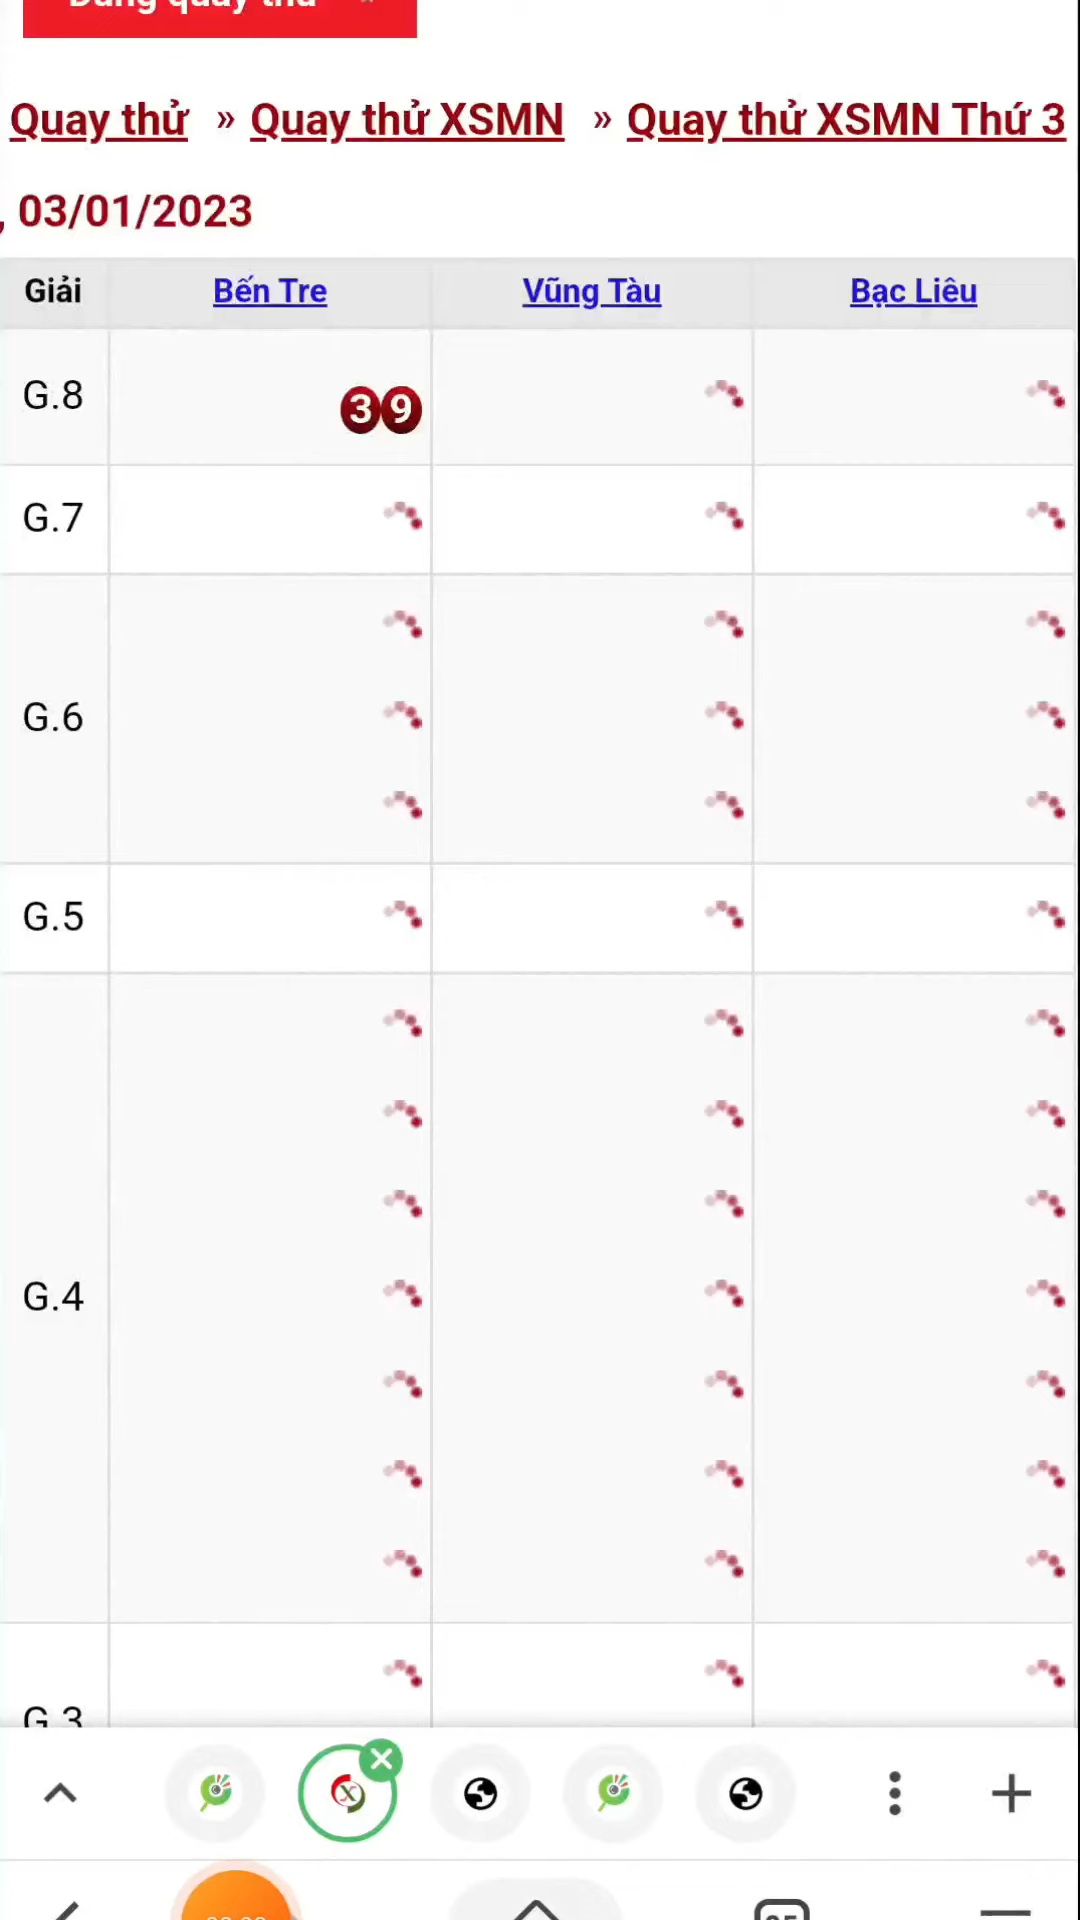 Quay thử » Quay thử XSMN » Quay thử XSMN Thứ 3
, 03/01/2023
Giải Bến Tre Vũng Tàu Bạc Liêu
G.8 39
G.7
G.6
G.5
G.4
G.3